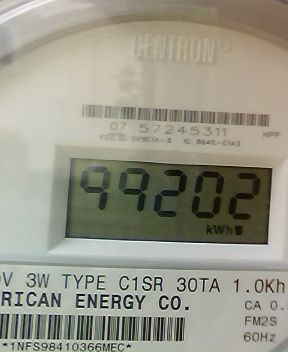 CENTRON
07 57245311 HPP
99202
kWh
V 3W TYPE C1SR 30TA 1.0Kh
RICAN ENERGY CO. CA 0.
FM2S
60Hz
*1NFS98410366MEC*